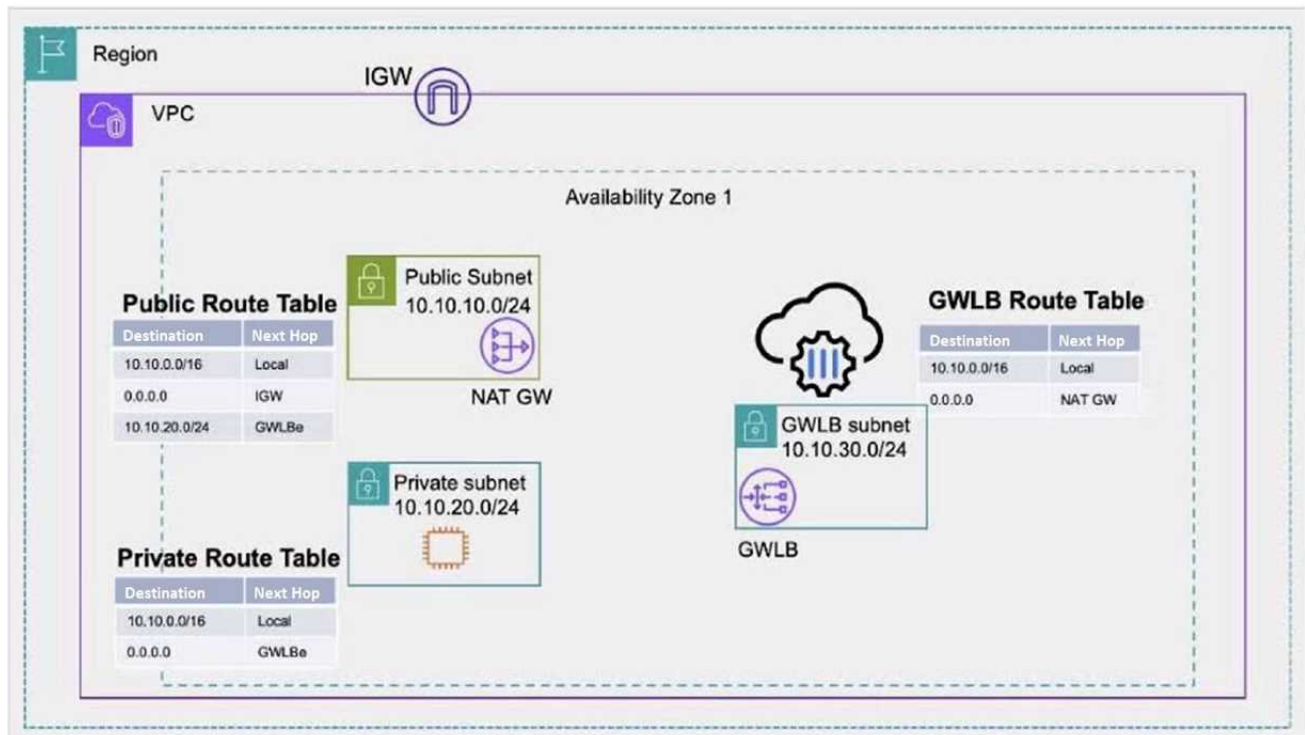 Region
IGW
VPC
Availability Zone 1
Public Subnet
10.10.10.0/24
NAT GW
Public Route Table
Destination Next Hop
10.10.0.0/16 Local
0.0.0.0 IGW
10.10.20.0/24 GWLBe
GWLB Route Table
Destination Next Hop
10.10.0.0/16 Local
0.0.0.0 NAT GW
GWLB subnet
10.10.30.0/24
GWLB
Private subnet
10.10.20.0/24
Private Route Table
Destination Next Hop
10.10.0.0/16 Local
0.0.0.0 GWLBe